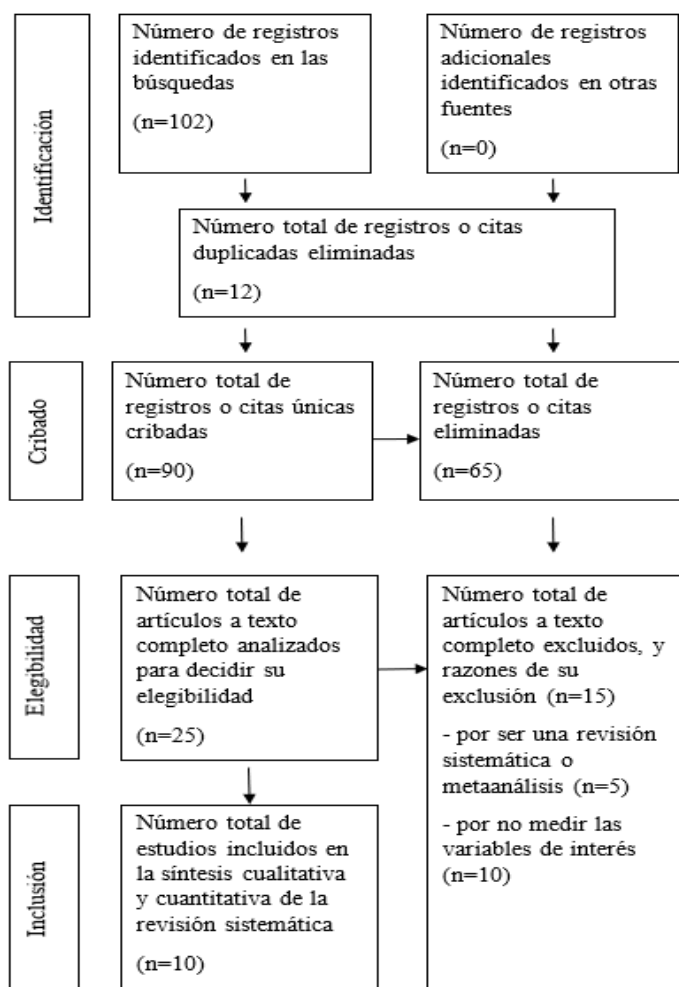 Identificación
Número de registros
identificados en las
búsquedas
(n=102)
Número de registros
adicionales
identificados en otras
fuentes
(n=0)
Número total de registros o citas
duplicadas eliminadas
(n=12)
Cribado
Número total de
registros o citas únicas
cribadas
(n=90)
Número total de
registros o citas
eliminadas
(n=65)
Elegibilidad
Número total de
artículos a texto
completo analizados
para decidir su
elegibilidad
(n=25)
Número total de
artículos a texto
completo excluidos, y
razones de su
exclusión (n=15)
- por ser una revisión
sistemática o
metaanálisis (n=5)
- por no medir las
variables de interés
(n=10)
Inclusión
Número total de
estudios incluidos en
la síntesis cualitativa
y cuantitativa de la
revisión sistemática
(n=10)